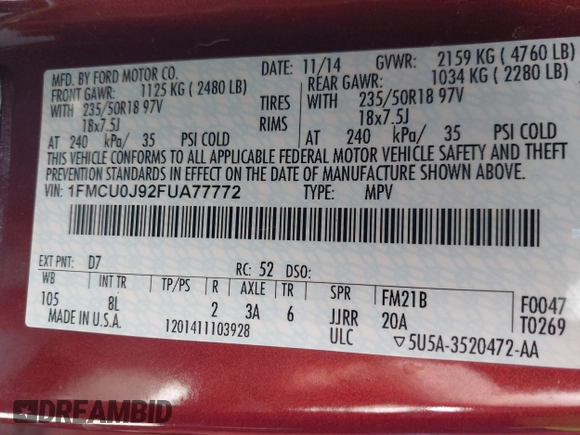 MFD. BY FORD MOTOR CO.
DATE: 11/14 GVWR: 2159 KG ( 4760 LB)
FRONT GAWR: 1125 KG ( 2480 LB)
REAR GAWR: 1034 KG ( 2280 LB)
WITH 235/50R18 97V TIRES WITH 235/50R18 97V
18x7.5J RIMS 18x7.5J
AT 240 kPa/ 35 PSI COLD AT 240 kPa/ 35 PSI COLD
THIS VEHICLE CONFORMS TO ALL APPLICABLE FEDERAL MOTOR VEHICLE SAFETY AND THEFT
PREVENTION STANDARDS IN EFFECT ON THE DATE OF MANUFACTURE SHOWN ABOVE.
VIN: 1FMCU0J92FUA77772 TYPE: MPV
EXT PNT: D7 RC: 52 DSO:
WB INT TR TP/PS R AXLE TR SPR FM21B F0047
105 8L 2 3A 6 JJRR 20A T0269
MADE IN U.S.A. 1201411103928 ULC ▽5U5A-3520472-AA
DREAMBID